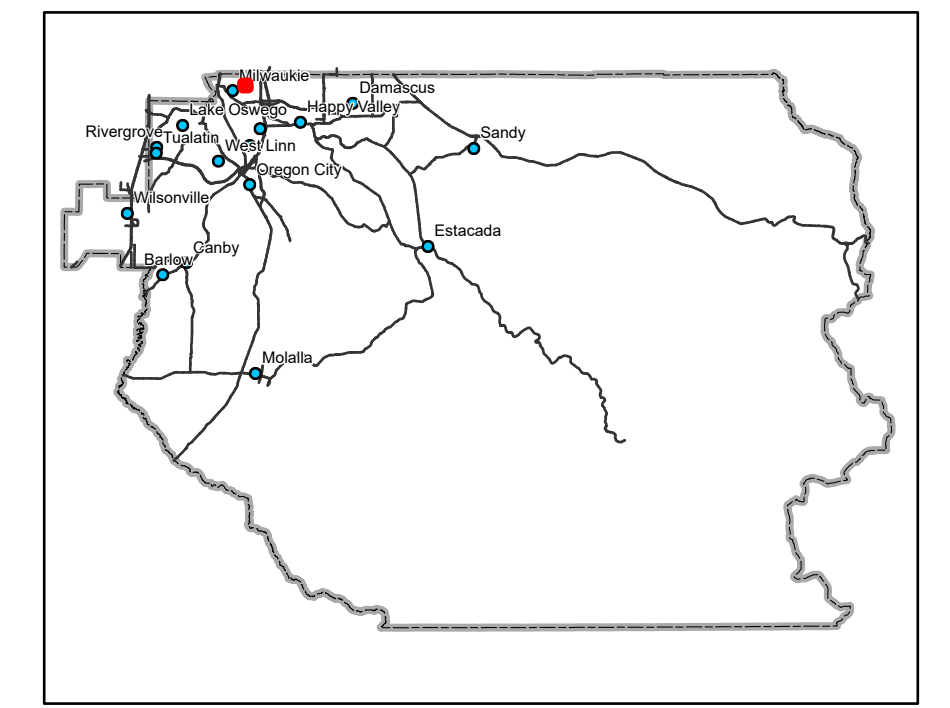 Milwaukie
Damascus
Lake Oswego
Happy Valley
Rivergrove
Tualatin
West Linn
Sandy
Oregon City
Wilsonville
Estacada
Canby
Barlow
Molalla